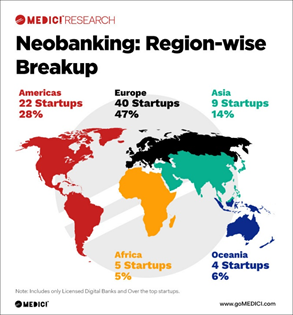 MEDICI RESEARCH
Neobanking: Region-wise
Breakup
Americas
22 Startups
28%
Europe
40 Startups
47%
Asia
9 Startups
14%
Africa
5 Startups
5%
Oceania
4 Startups
6%
Note: Includes only Licensed Digital Banks and Over the top startups.
MEDICI
www.goMEDICI.com